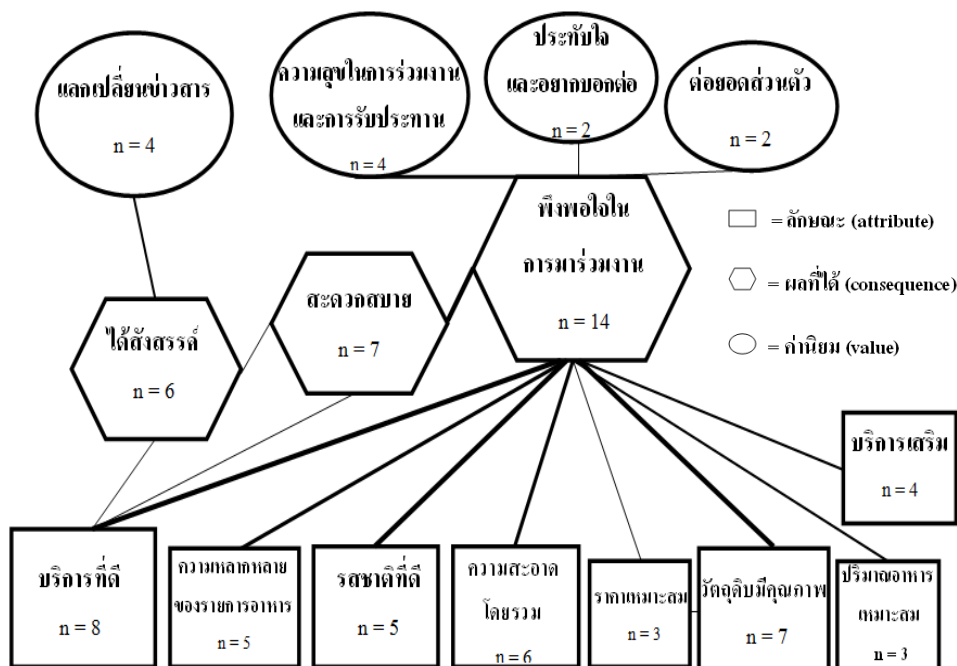 แลกเปลี่ยนข่าวสาร
n = 4
ความสุขในการร่วมงาน
และการรับประทาน
n = 4
ประทับใจ
และอยากบอกต่อ
n = 2
ต่อยอดส่วนตัว
n = 2
พึงพอใจใน
การมาร่วมงาน
n = 14
= ลักษณะ (attribute)
= ผลที่ได้ (consequence)
= ค่านิยม (value)
สะดวกสบาย
n = 7
ได้สังสรรค์
n = 6
บริการเสริม
n = 4
บริการที่ดี
n = 8
ความหลากหลาย
ของรายการอาหาร
n = 5
รสชาติที่ดี
n = 5
ความสะอาด
โดยรวม
n = 6
ราคาเหมาะสม
n = 3
วัตถุดิบมีคุณภาพ
n = 7
ปริมาณอาหาร
เหมาะสม
n = 3